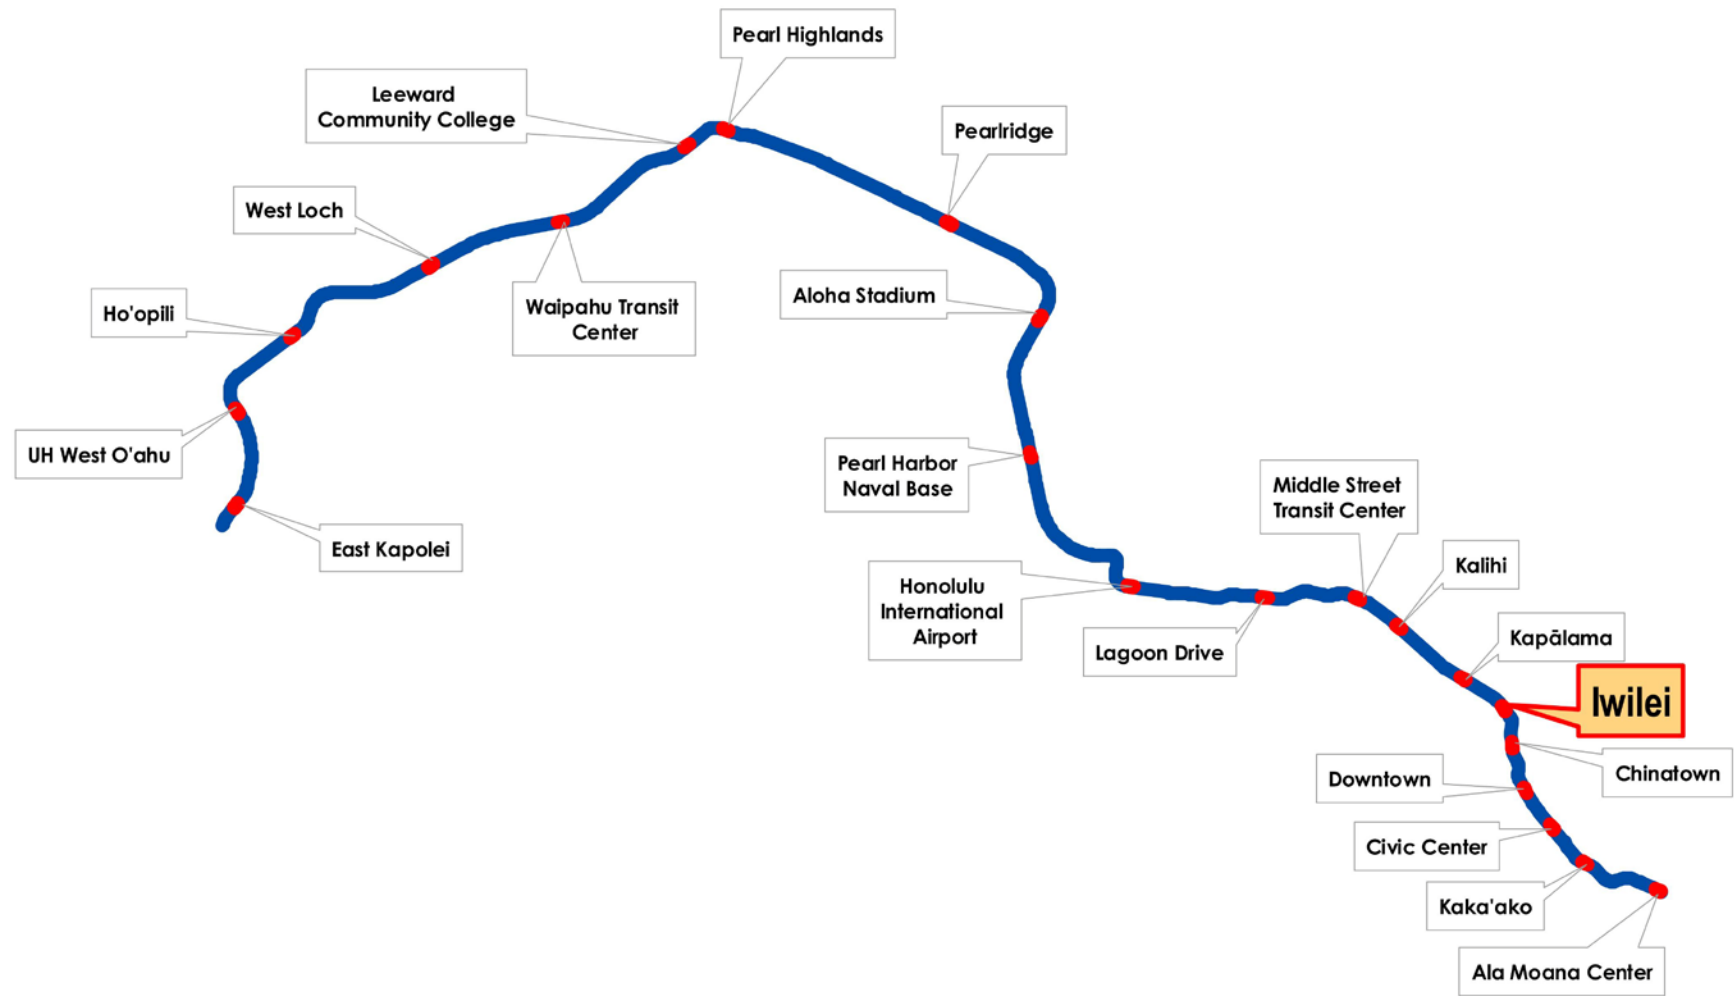 Pearl Highlands
Leeward
Community College
Pearlridge
West Loch
Aloha Stadium
Ho'opili
Waipahu Transit
Center
UH West O'ahu
Pearl Harbor
Naval Base
East Kapolei
Middle Street
Transit Center
Kalihi
Honolulu
International
Airport
Lagoon Drive
Kapālama
Iwilei
Chinatown
Downtown
Civic Center
Kaka'ako
Ala Moana Center